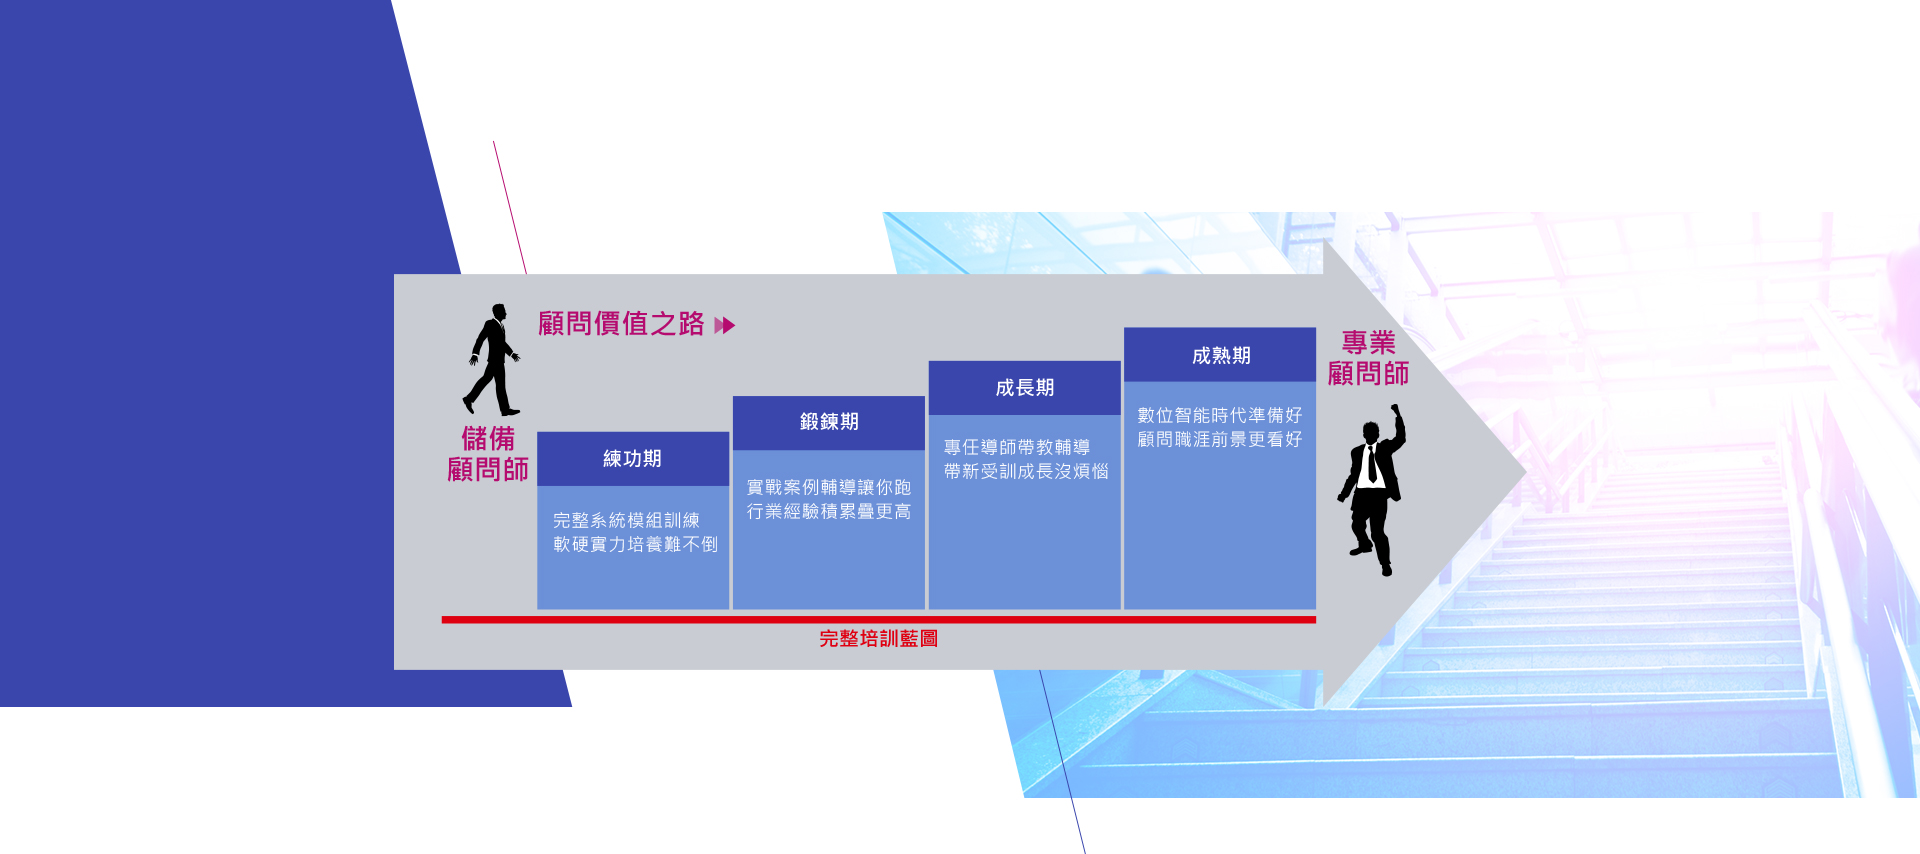 顧問價值之路
儲備
顧問師
練功期
完整系統模組訓練
軟硬實力培養難不倒
鍛鍊期
實戰案例輔導讓你跑
行業經驗積累疊更高
成長期
專任導師帶教輔導
帶新受訓成長沒煩惱
成熟期
數位智能時代準備好
顧問職涯前景更看好
專業
顧問師
完整培訓藍圖